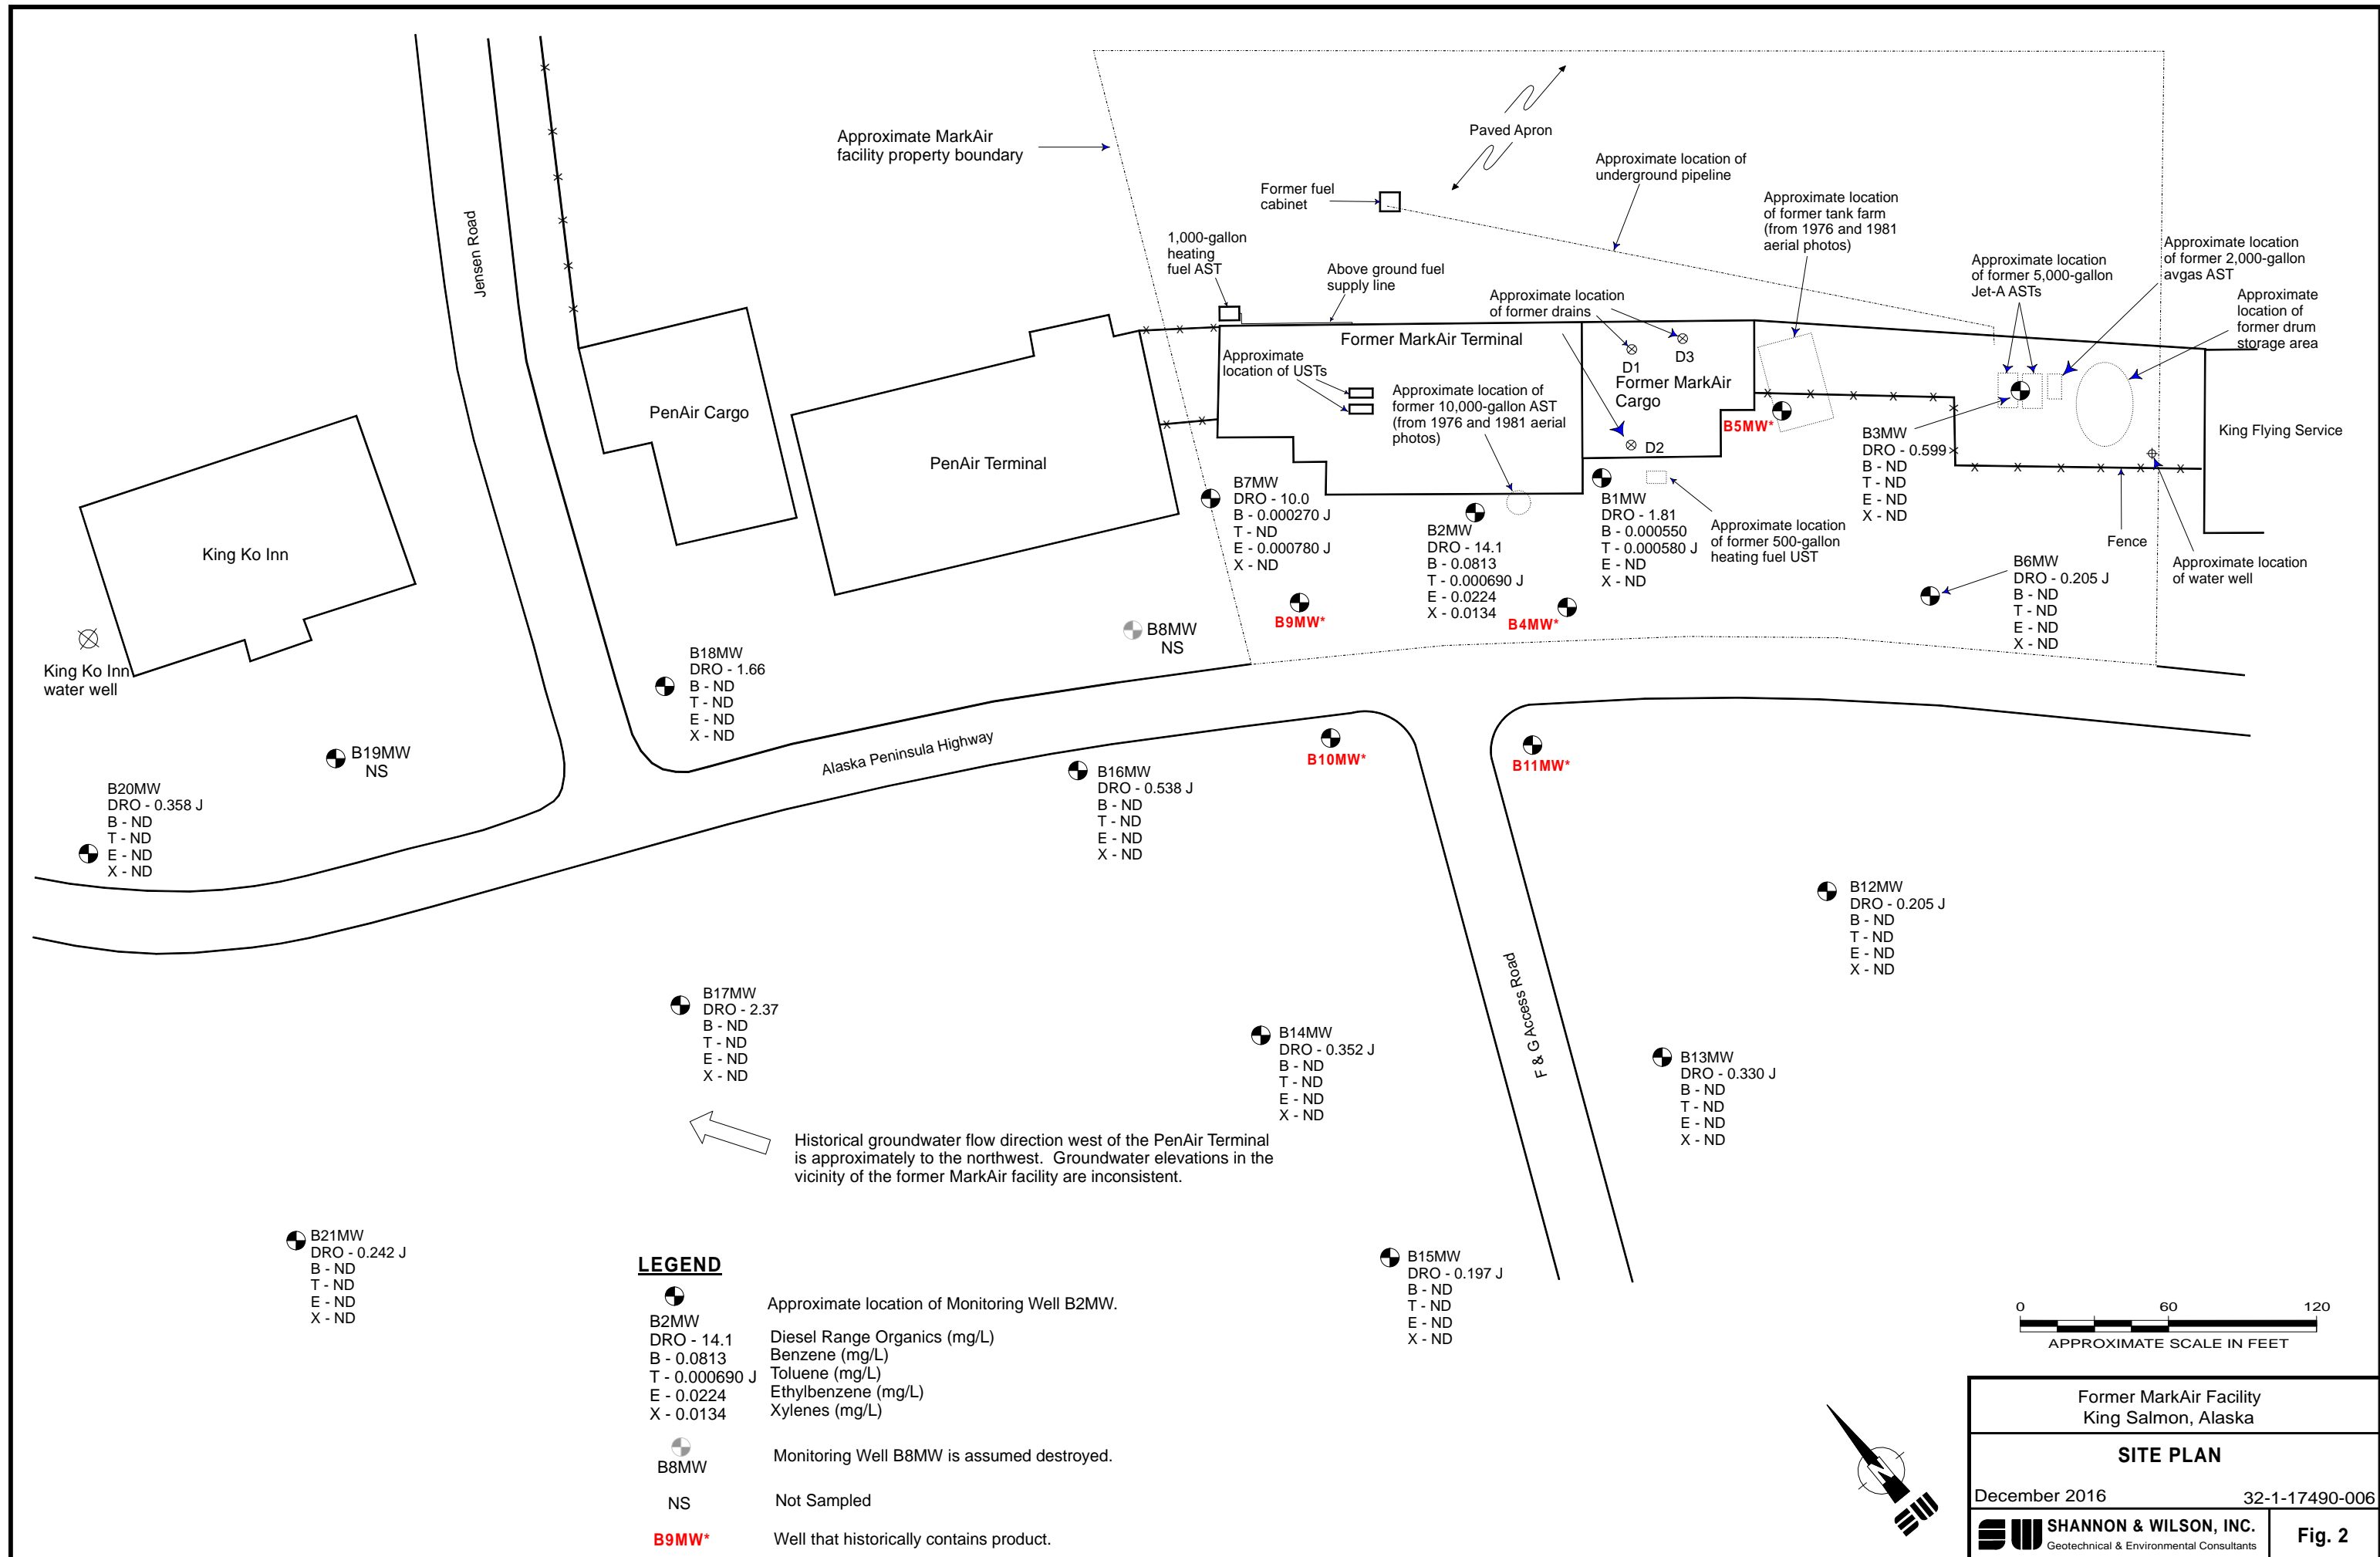 Approximate MarkAir
facility property boundary
Paved Apron
Former fuel
cabinet
Approximate location of
underground pipeline
Approximate location
of former tank farm
(from 1976 and 1981
aerial photos)
1,000-gallon
heating
fuel AST
Above ground fuel
supply line
Approximate location
of former drains
Approximate location
of former 5,000-gallon
Jet-A ASTs
Approximate location
of former 2,000-gallon
avgas AST
Approximate
location of
former drum
storage area
Jensen Road
Former MarkAir Terminal
Approximate
location of USTs
Approximate location of
former 10,000-gallon AST
(from 1976 and 1981 aerial
photos)
D1
D3
Former MarkAir
Cargo
D2
PenAir Cargo
PenAir Terminal
King Ko Inn
King Flying Service
B5MW*
B3MW
DRO - 0.599
B - ND
T - ND
E - ND
X - ND
B7MW
DRO - 10.0
B - 0.000270 J
T - ND
E - 0.000780 J
X - ND
B2MW
DRO - 14.1
B - 0.0813
T - 0.000690 J
E - 0.0224
X - 0.0134
B1MW
DRO - 1.81
B - 0.000550
T - 0.000580 J
E - ND
X - ND
Approximate location
of former 500-gallon
heating fuel UST
Fence
Approximate location
of water well
B6MW
DRO - 0.205 J
B - ND
T - ND
E - ND
X - ND
B9MW*
B4MW*
B8MW
NS
King Ko Inn
water well
B18MW
DRO - 1.66
B - ND
T - ND
E - ND
X - ND
B19MW
NS
B20MW
DRO - 0.358 J
B - ND
T - ND
E - ND
X - ND
Alaska Peninsula Highway
B10MW*
B11MW*
B16MW
DRO - 0.538 J
B - ND
T - ND
E - ND
X - ND
B12MW
DRO - 0.205 J
B - ND
T - ND
E - ND
X - ND
F & G Access Road
B17MW
DRO - 2.37
B - ND
T - ND
E - ND
X - ND
B14MW
DRO - 0.352 J
B - ND
T - ND
E - ND
X - ND
B13MW
DRO - 0.330 J
B - ND
T - ND
E - ND
X - ND
Historical groundwater flow direction west of the PenAir Terminal
is approximately to the northwest. Groundwater elevations in the
vicinity of the former MarkAir facility are inconsistent.
B21MW
DRO - 0.242 J
B - ND
T - ND
E - ND
X - ND
B15MW
DRO - 0.197 J
B - ND
T - ND
E - ND
X - ND
LEGEND
Approximate location of Monitoring Well B2MW.
B2MW
DRO - 14.1 Diesel Range Organics (mg/L)
B - 0.0813 Benzene (mg/L)
T - 0.000690 J Toluene (mg/L)
E - 0.0224 Ethylbenzene (mg/L)
X - 0.0134 Xylenes (mg/L)
B8MW Monitoring Well B8MW is assumed destroyed.
NS Not Sampled
B9MW* Well that historically contains product.
0 60 120
APPROXIMATE SCALE IN FEET
Former MarkAir Facility
King Salmon, Alaska
SITE PLAN
December 2016 32-1-17490-006
SHANNON & WILSON, INC.
Geotechnical & Environmental Consultants
Fig. 2